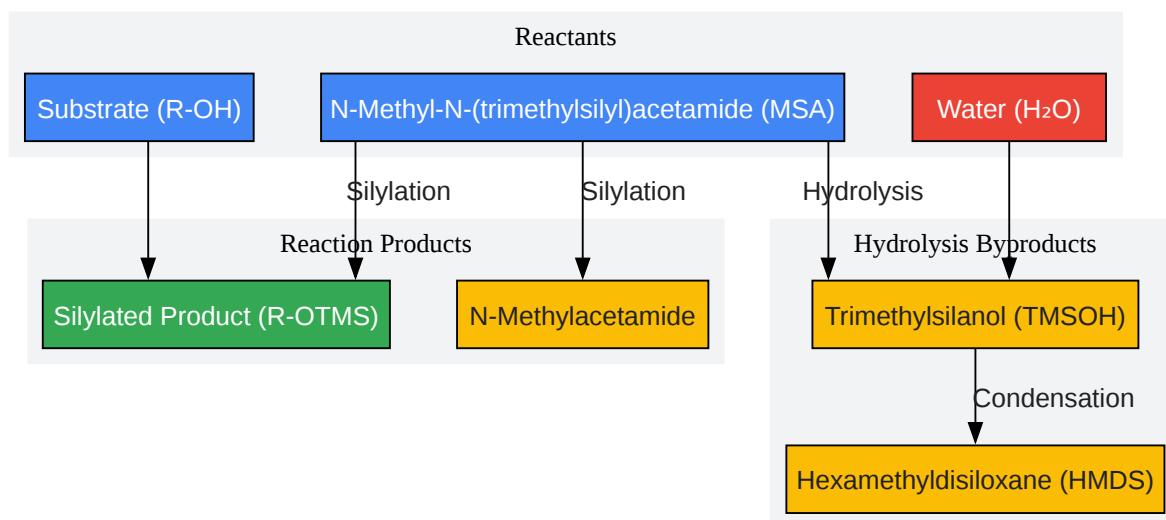 Reactants
Substrate (R-OH)
N-Methyl-N-(trimethylsilyl)acetamide (MSA)
Water (H₂O)
Silylation
Silylation
Hydrolysis
Reaction Products
Hydrolysis Byproducts
Silylated Product (R-OTMS)
N-Methylacetamide
Trimethylsilanol (TMSOH)
Condensation
Hexamethyldisiloxane (HMDS)